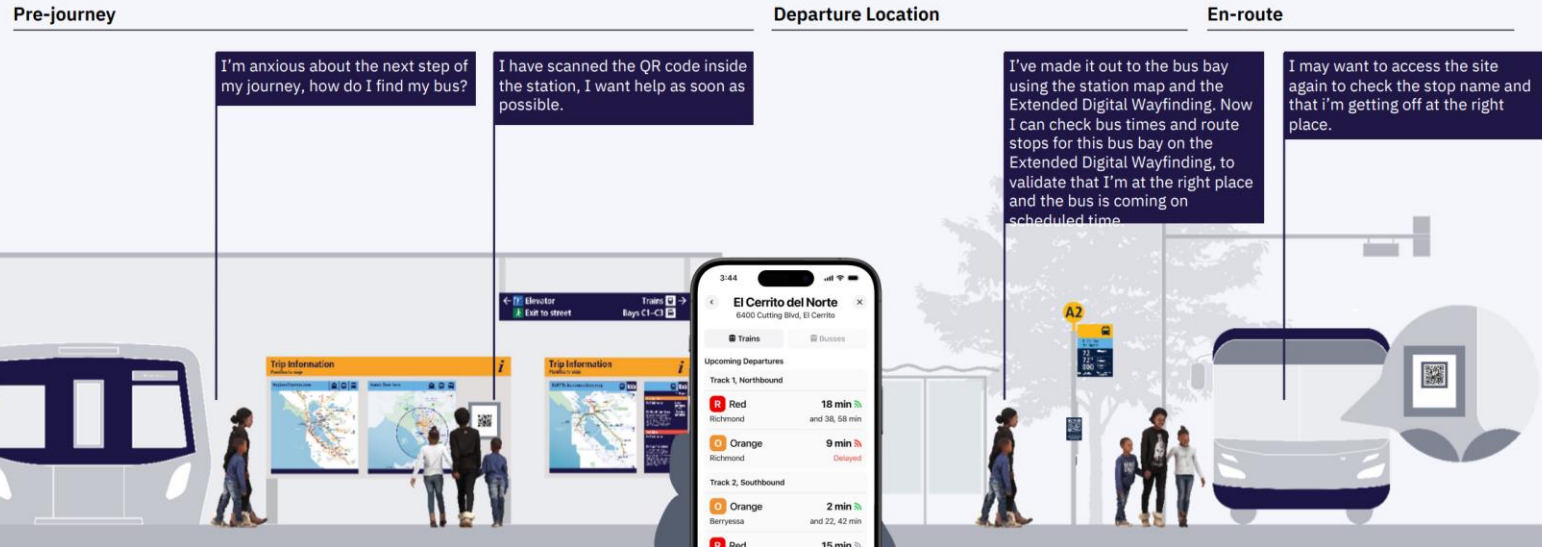 Pre-journey
Departure Location
En-route
I'm anxious about the next step of
my journey, how do I find my bus?
I have scanned the QR code inside
the station, I want help as soon as
possible.
I've made it out to the bus bay
using the station map and the
Extended Digital Wayfinding. Now
I can check bus times and route
stops for this bus bay on the
Extended Digital Wayfinding, to
validate that I'm at the right place
and the bus is coming on
scheduled time.
I may want to access the site
again to check the stop name and
that i'm getting off at the right
place.
← Elevator
Exit to street
Trains →
Bays C1–C3
Trip Information
i
Trip Information
i
3:44
El Cerrito del Norte
6400 Cutting Blvd, El Cerrito
Trains
Busses
Upcoming Departures
Track 1, Northbound
R Red 18 min
Richmond and 38, 58 min
O Orange 9 min
Richmond Delayed
Track 2, Southbound
O Orange 2 min
Berryessa and 22, 42 min
R Red 15 min
A2
72
72
800